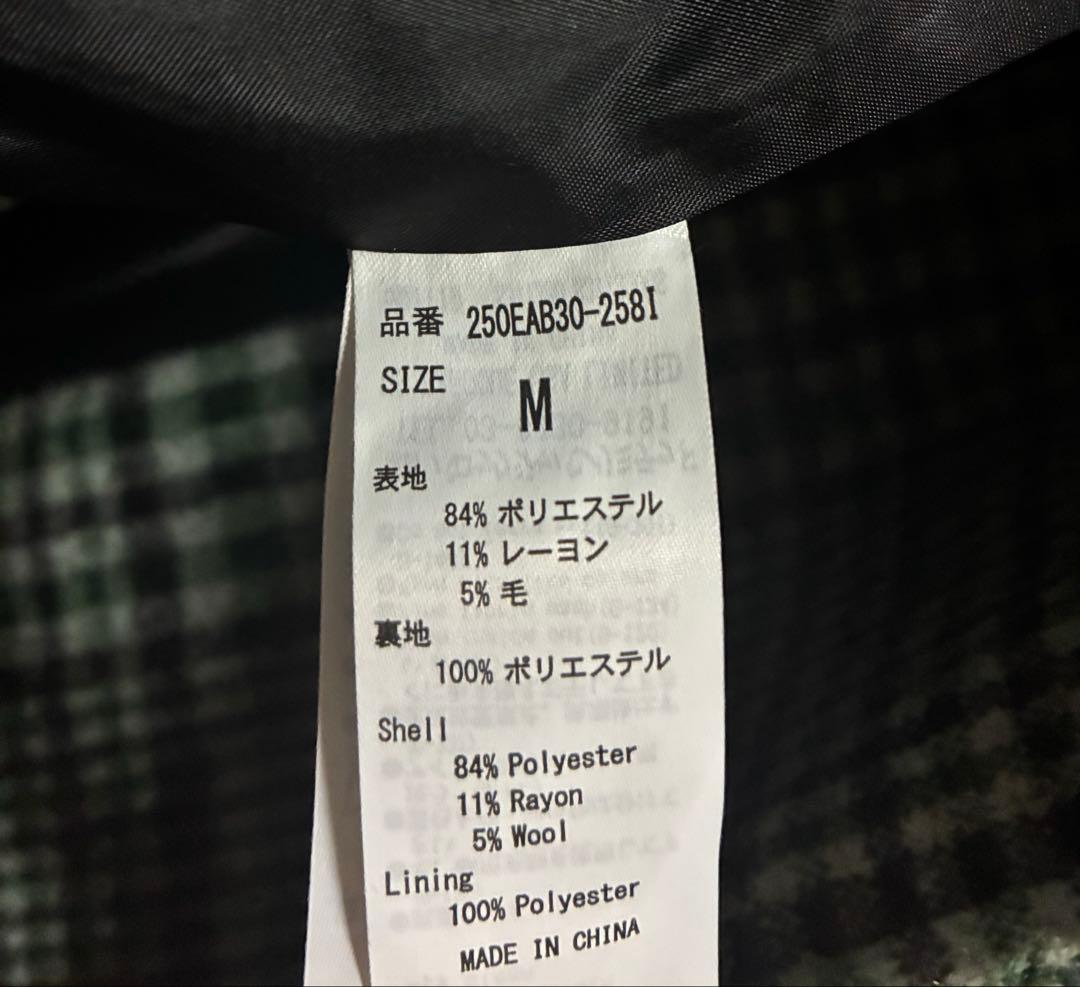 品番 250EAB30-258I
SIZE
M
表地
84% ポリエステル
11% レーヨン
5% 毛
裏地
100% ポリエステル
Shell
84% Polyester
11% Rayon
5% Wool
Lining
100% Polyester
MADE IN CHINA